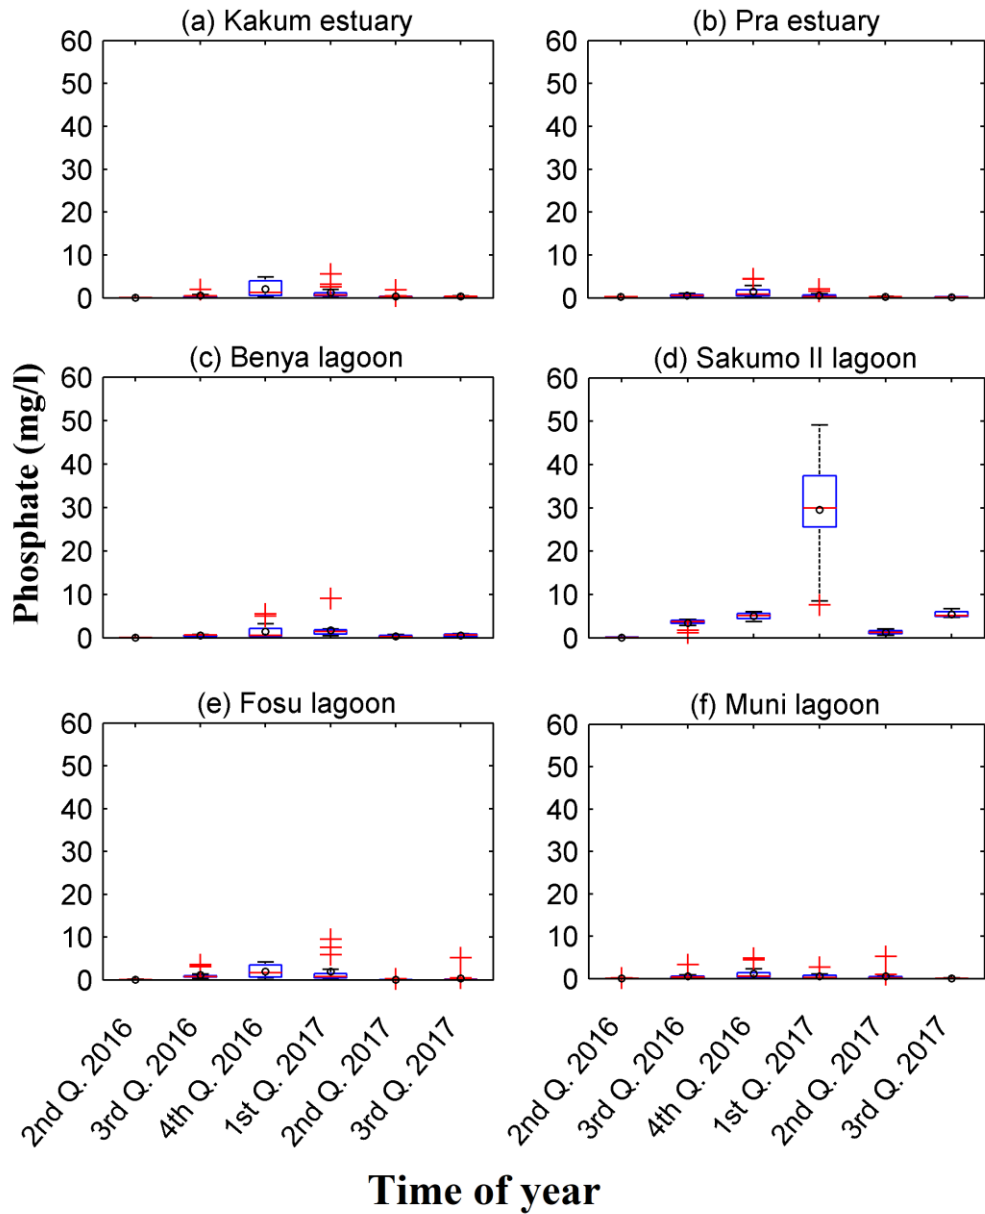 (a) Kakum estuary
60
50
40
30
20
10
0
(b) Pra estuary
60
50
40
30
20
10
0
Phosphate (mg/l)
(c) Benya lagoon
60
50
40
30
20
10
0
(d) Sakumo II lagoon
60
50
40
30
20
10
0
(e) Fosu lagoon
60
50
40
30
20
10
0
2nd Q. 2016
3rd Q. 2016
4th Q. 2016
1st Q. 2017
2nd Q. 2017
3rd Q. 2017
(f) Muni lagoon
60
50
40
30
20
10
0
2nd Q. 2016
3rd Q. 2016
4th Q. 2016
1st Q. 2017
2nd Q. 2017
3rd Q. 2017
Time of year